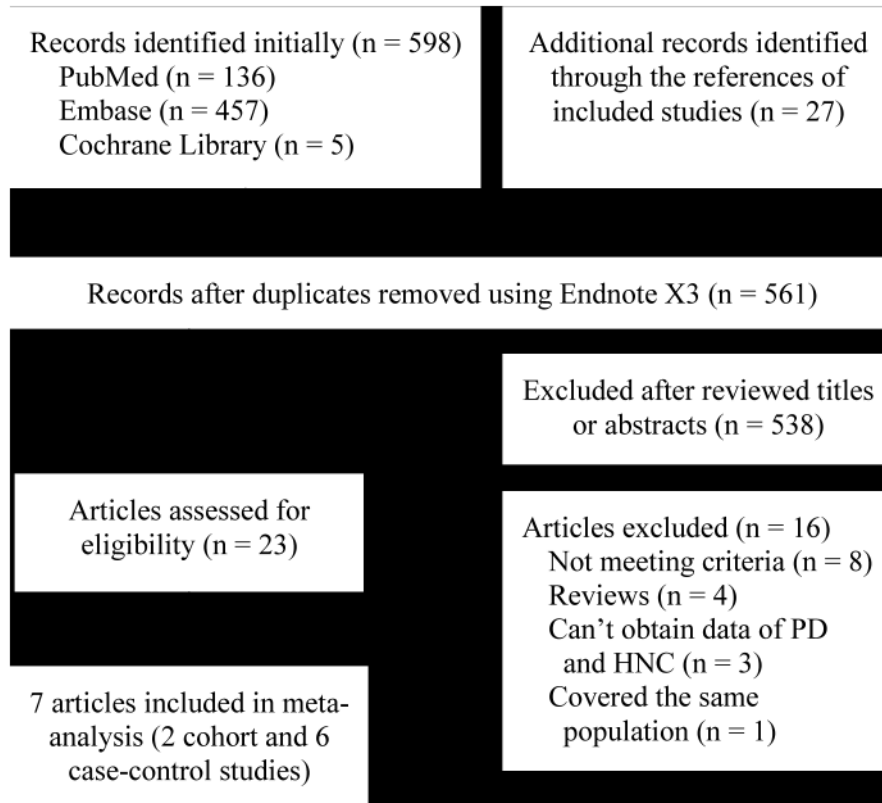 Records identified initially (n = 598)
PubMed (n = 136)
Embase (n = 457)
Cochrane Library (n = 5)
Additional records identified
through the references of
included studies (n = 27)
Records after duplicates removed using Endnote X3 (n = 561)
Excluded after reviewed titles
or abstracts (n = 538)
Articles assessed for
eligibility (n = 23)
Articles excluded (n = 16)
Not meeting criteria (n = 8)
Reviews (n = 4)
Can't obtain data of PD
and HNC (n = 3)
Covered the same
population (n = 1)
7 articles included in meta-
analysis (2 cohort and 6
case-control studies)